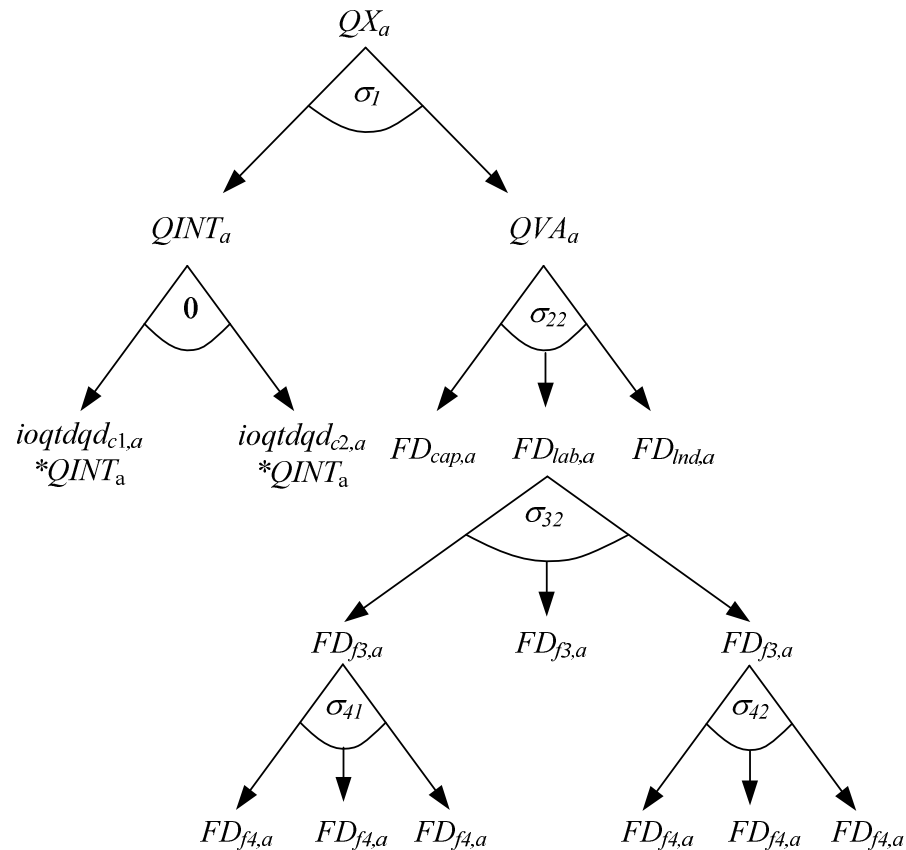 QXa
σ1
QINTa QVAa
0 σ22
ioqtdqdc1,a ioqtdqdc2,a FDcap,a FDlab,a FDlnd,a
*QINTa *QINTa
σ32
FDf3,a FDf3,a FDf3,a
σ41 σ42
FDf4,a FDf4,a FDf4,a FDf4,a FDf4,a FDf4,a